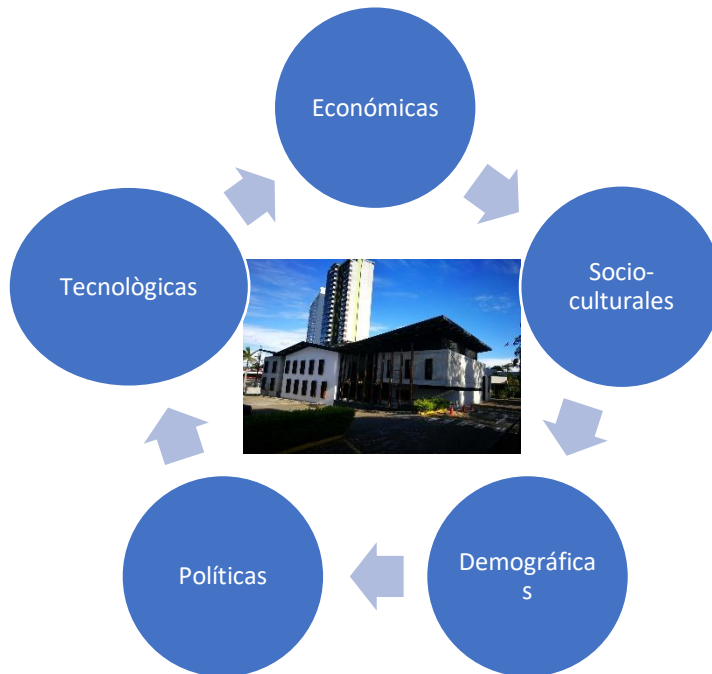 Económicas
Socio-
culturales
Demográfica
s
Políticas
Tecnològicas